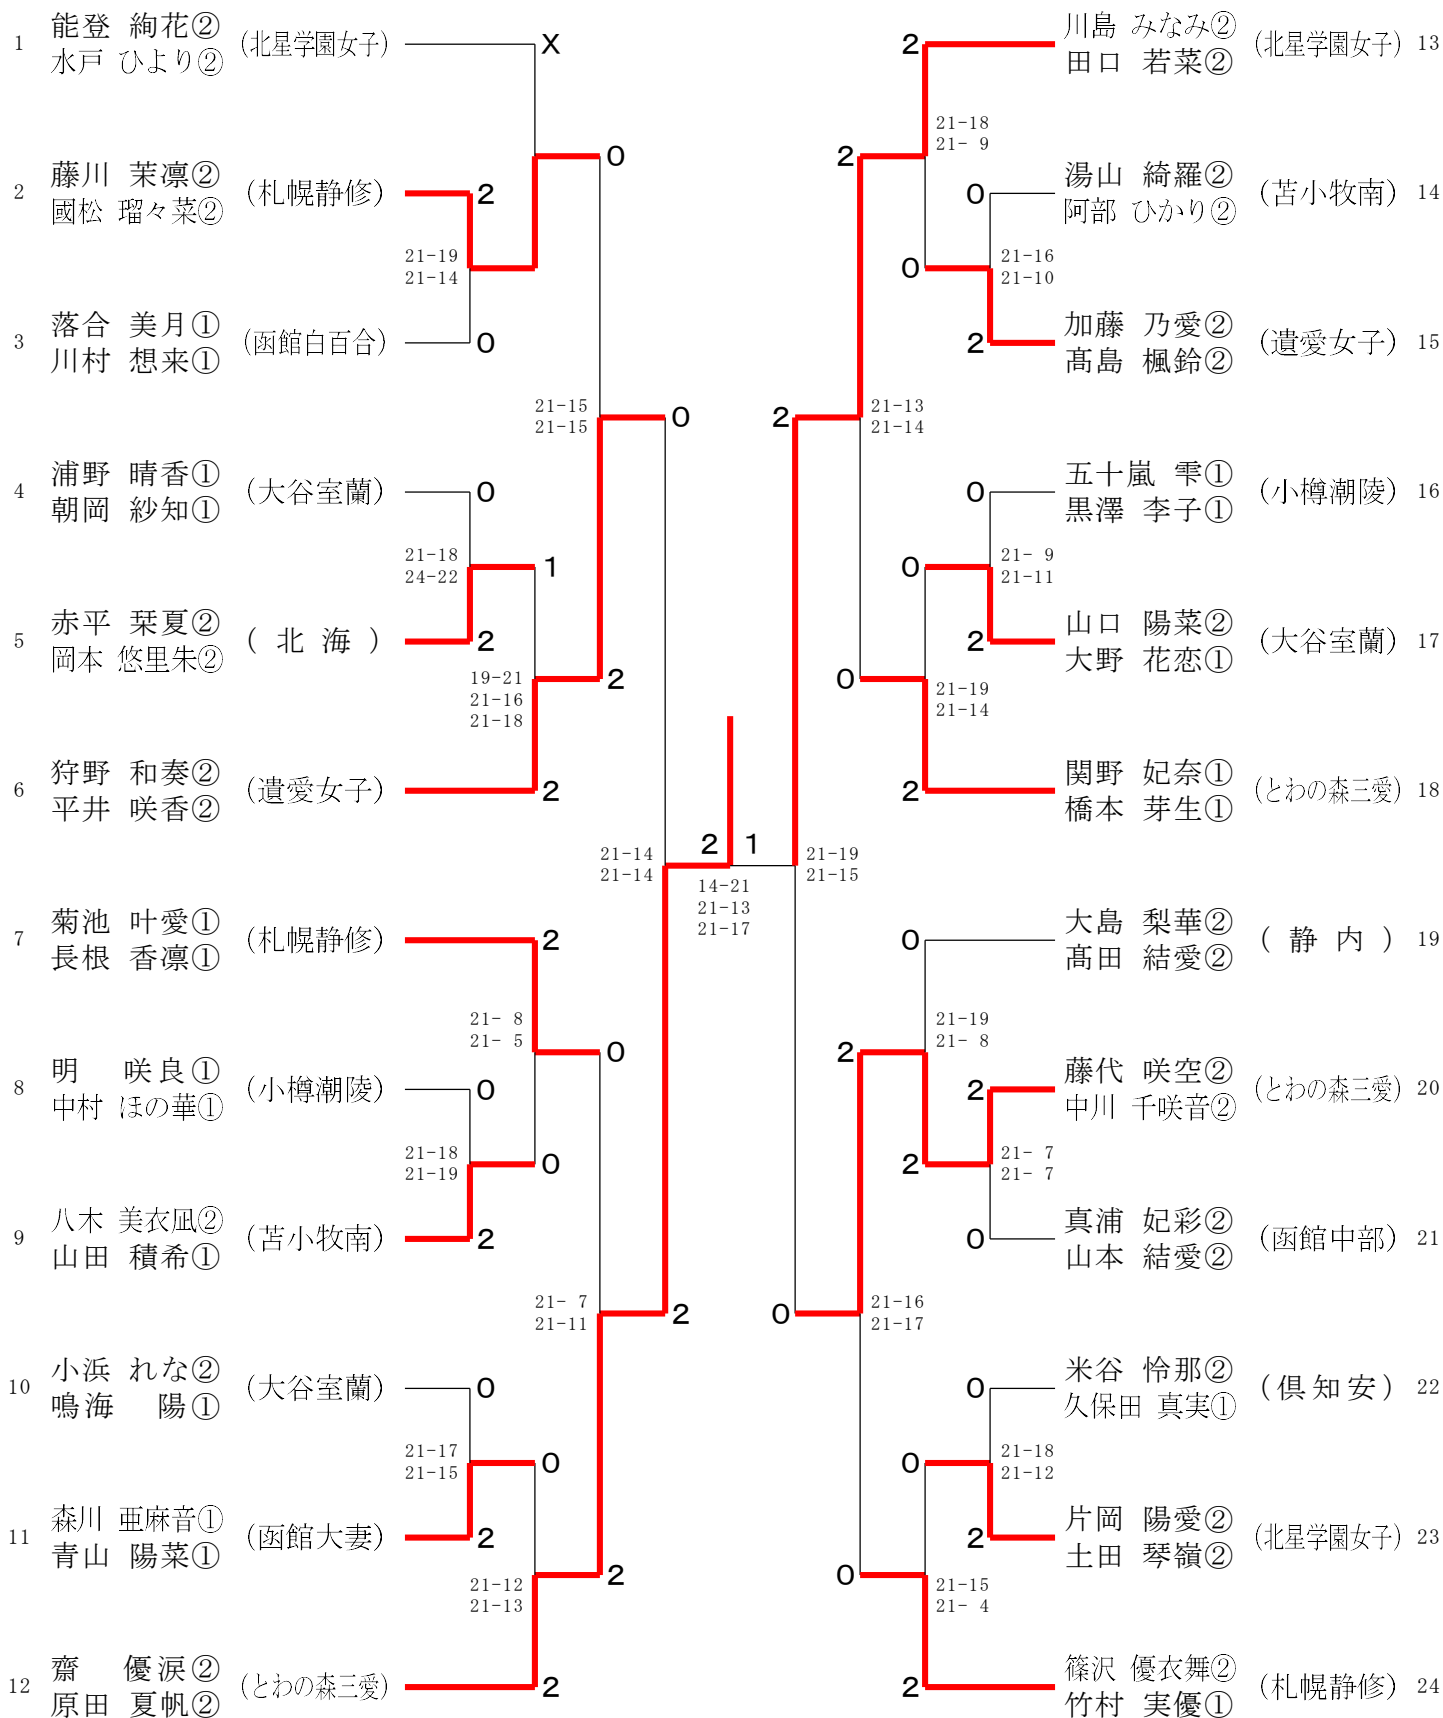 1 能登 絢花② (北星学園女子) X
水戸 ひより②
0
2 藤川 茉凛② (札幌静修) 2
國松 瑠々菜②
21-19
21-14
3 落合 美月① (函館白百合) 0
川村 想来①
21-15
21-15
0
4 浦野 晴香① (大谷室蘭) 0
朝岡 紗知①
21-18
24-22
1
5 赤平 栞夏② (北海) 2
岡本 悠里朱②
19-21
21-16
21-18
2
6 狩野 和奏② (遺愛女子) 2
平井 咲香②
21-14
21-14
2 1
14-21
21-13
21-17
7 菊池 叶愛① (札幌静修) 2
長根 香凛①
21- 8
21- 5
0
8 明 咲良① (小樽潮陵) 0
中村 ほの華①
21-18
21-19
0
9 八木 美衣凪② (苫小牧南) 2
山田 積希①
21- 7
21-11
2
10 小浜 れな② (大谷室蘭) 0
鳴海 陽①
21-17
21-15
0
11 森川 亜麻音① (函館大妻) 2
青山 陽菜①
21-12
21-13
2
12 齋 優涙② (とわの森三愛) 2
原田 夏帆②
2 川島 みなみ② (北星学園女子) 13
田口 若菜②
21-18
21- 9
2
0 湯山 綺羅② (苫小牧南) 14
阿部 ひかり②
0
21-16
21-10
2 加藤 乃愛② (遺愛女子) 15
髙島 楓鈴②
2
21-13
21-14
0 五十嵐 雫① (小樽潮陵) 16
黒澤 李子①
0
21- 9
21-11
2 山口 陽菜② (大谷室蘭) 17
大野 花恋①
0
21-19
21-14
2 関野 妃奈① (とわの森三愛) 18
橋本 芽生①
21-19
21-15
0 大島 梨華② (静内) 19
髙田 結愛②
21-19
21- 8
2
2 藤代 咲空② (とわの森三愛) 20
中川 千咲音②
2
21- 7
21- 7
0 真浦 妃彩② (函館中部) 21
山本 結愛②
0
21-16
21-17
0 米谷 怜那② (倶知安) 22
久保田 真実①
0
21-18
21-12
2 片岡 陽愛② (北星学園女子) 23
土田 琴嶺②
0
21-15
21- 4
2 篠沢 優衣舞② (札幌静修) 24
竹村 実優①